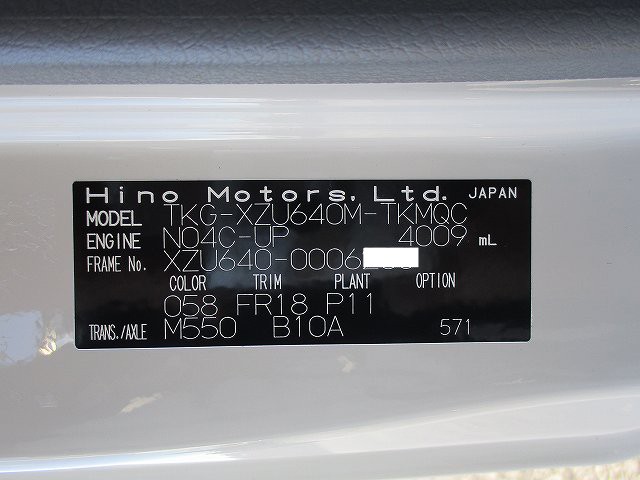 Hino Motors, Ltd. JAPAN
MODEL TKG-XZU640M-TKMQC
ENGINE N04C-UP 4009 mL
FRAME No. XZU640-0006
COLOR TRIM PLANT OPTION
058 FR18 P11
TRANS./AXLE M550 B10A 571